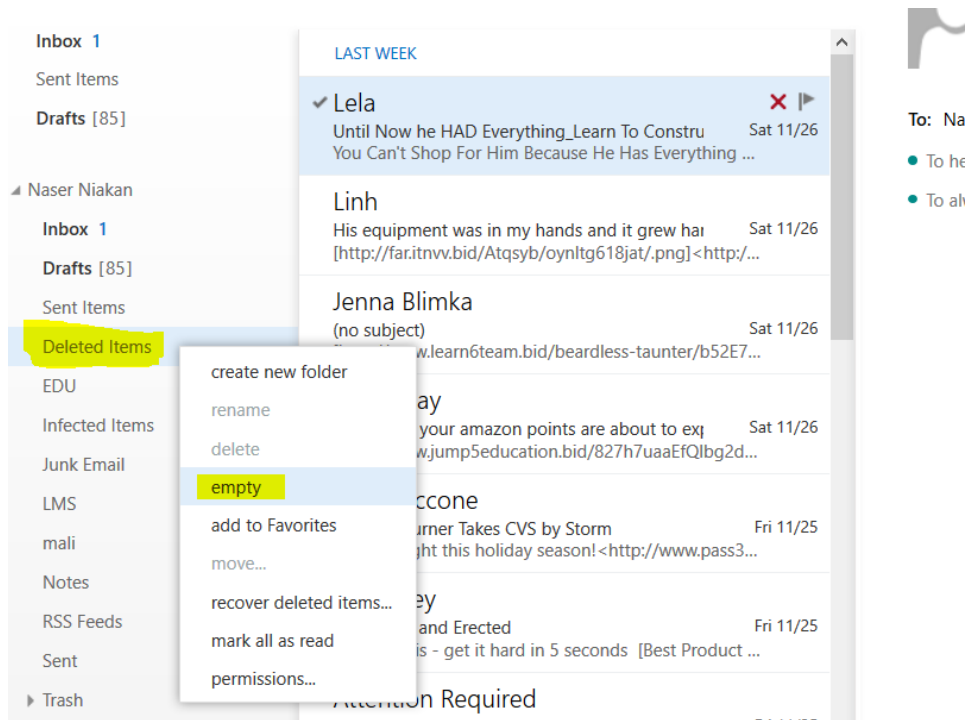 Inbox 1
Sent Items
Drafts [85]
Naser Niakan
Inbox 1
Drafts [85]
Sent Items
Deleted Items
EDU
Infected Items
Junk Email
LMS
mali
Notes
RSS Feeds
Sent
Trash
create new folder
rename
delete
empty
add to Favorites
move...
recover deleted items...
mark all as read
permissions...
LAST WEEK
Lela
Until Now he HAD Everything_Learn To Constru Sat 11/26
You Can't Shop For Him Because He Has Everything ...
Linh
His equipment was in my hands and it grew har Sat 11/26
[http://far.itnvv.bid/Atqsyb/oynltg618jat/.png]<http:/...
Jenna Blimka
(no subject) Sat 11/26
w.learn6team.bid/beardless-taunter/b52E7...
ay
your amazon points are about to exp Sat 11/26
w.jump5education.bid/827h7uaaEfQlbg2d...
ccone
urner Takes CVS by Storm Fri 11/25
ght this holiday season!<http://www.pass3...
ey
and Erected Fri 11/25
is - get it hard in 5 seconds [Best Product ...
Attention Required
To: Na
To he
To alw